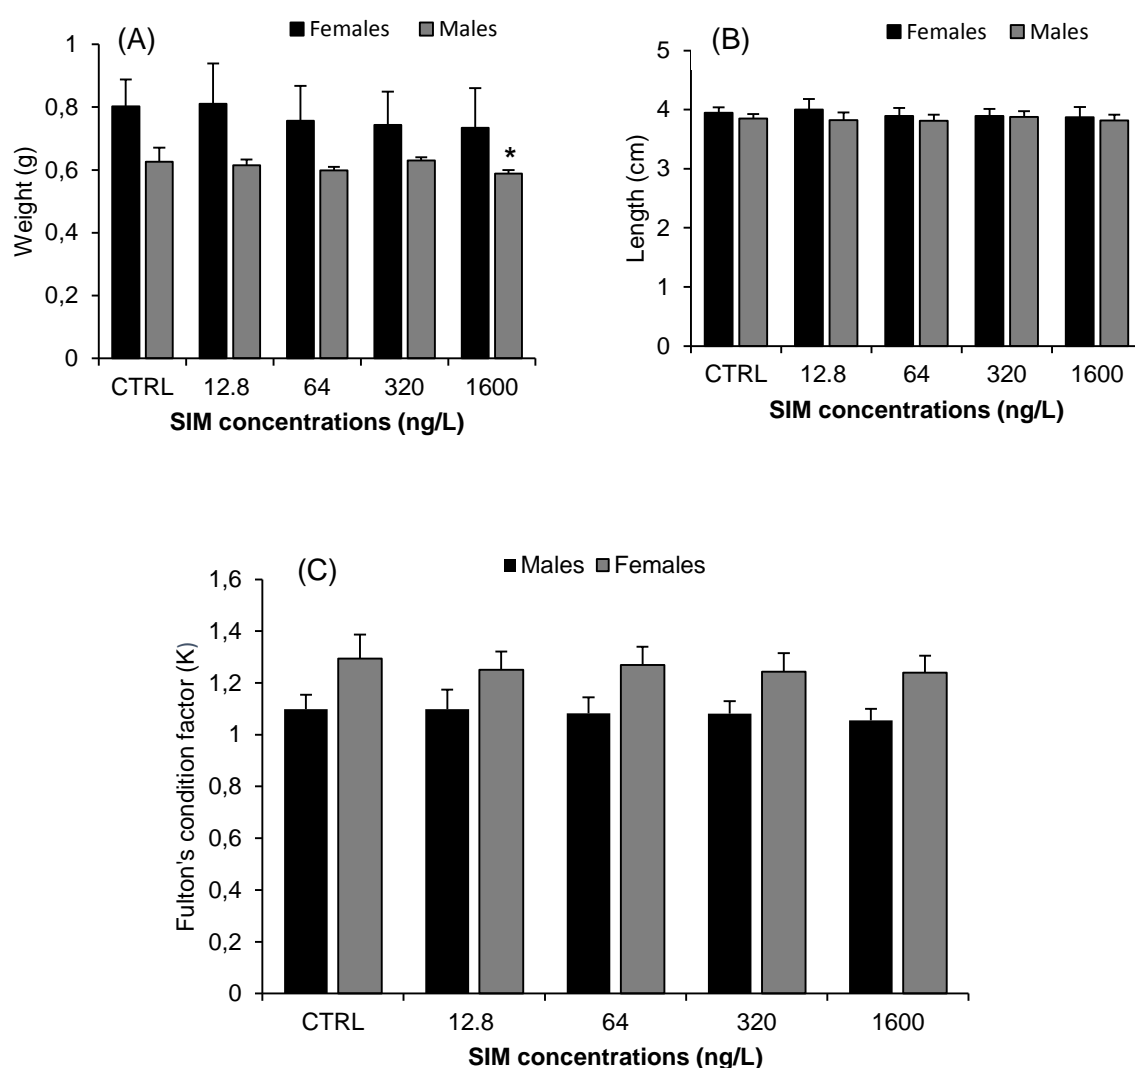 (A)
Females Males
1
0,8
0,6
0,4
0,2
0
Weight (g)
*
CTRL 12.8 64 320 1600
SIM concentrations (ng/L)
(B)
Females Males
5
4
3
2
1
0
Length (cm)
CTRL 12.8 64 320 1600
SIM concentrations (ng/L)
(C)
Males Females
1,6
1,4
1,2
1
0,8
0,6
0,4
0,2
0
Fulton's condition factor (K)
CTRL 12.8 64 320 1600
SIM concentrations (ng/L)